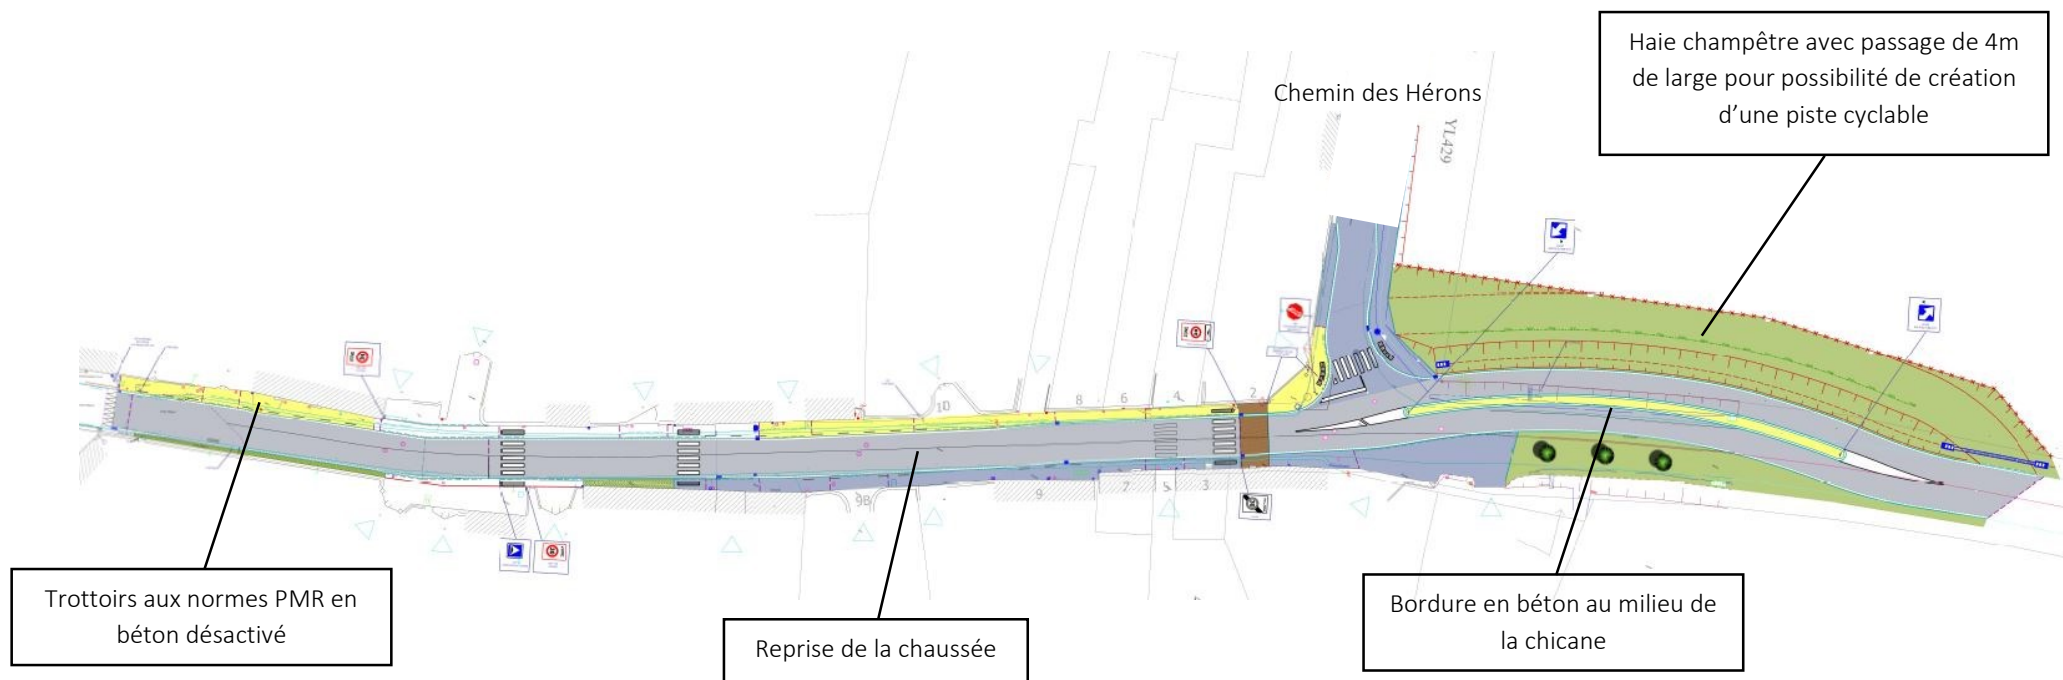 Haie champêtre avec passage de 4m
de large pour possibilité de création
d'une piste cyclable
Chemin des Hérons
YL429
10
8
6
4
2
9B
9
7
5
3
Trottoirs aux normes PMR en
béton désactivé
Reprise de la chaussée
Bordure en béton au milieu de
la chicane